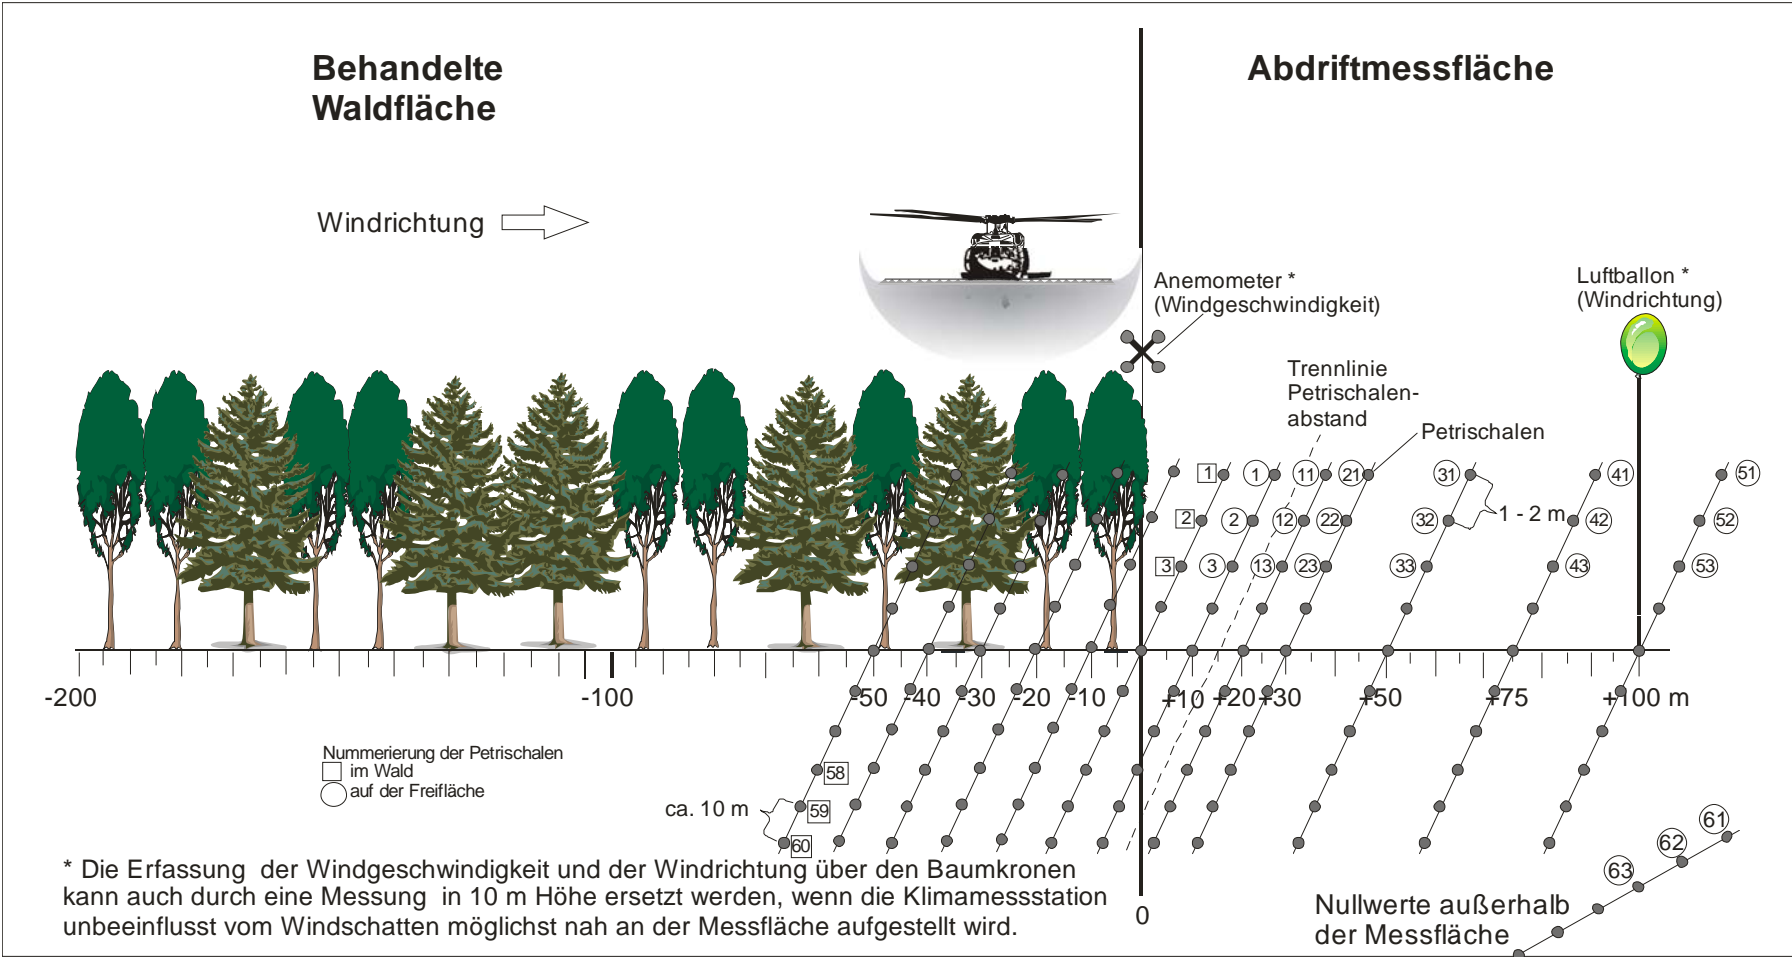 Behandelte
Waldfläche
Abdriftmessfläche
Windrichtung
Anemometer *
(Windgeschwindigkeit)
Luftballon *
(Windrichtung)
Trennlinie
Petrischalen-
abstand
Petrischalen
1 1 11 21 31 41 51
2 2 12 22 32 1 - 2 m 42 52
3 3 13 23 33 43 53
-200 -100 -50 -40 -30 -20 -10 +10 +20 +30 +50 +75 +100 m
Nummerierung der Petrischalen
im Wald
auf der Freifläche
58
ca. 10 m 59
60
61
62
63
* Die Erfassung der Windgeschwindigkeit und der Windrichtung über den Baumkronen
kann auch durch eine Messung in 10 m Höhe ersetzt werden, wenn die Klimamessstation
unbeeinflusst vom Windschatten möglichst nah an der Messfläche aufgestellt wird.
0
Nullwerte außerhalb
der Messfläche